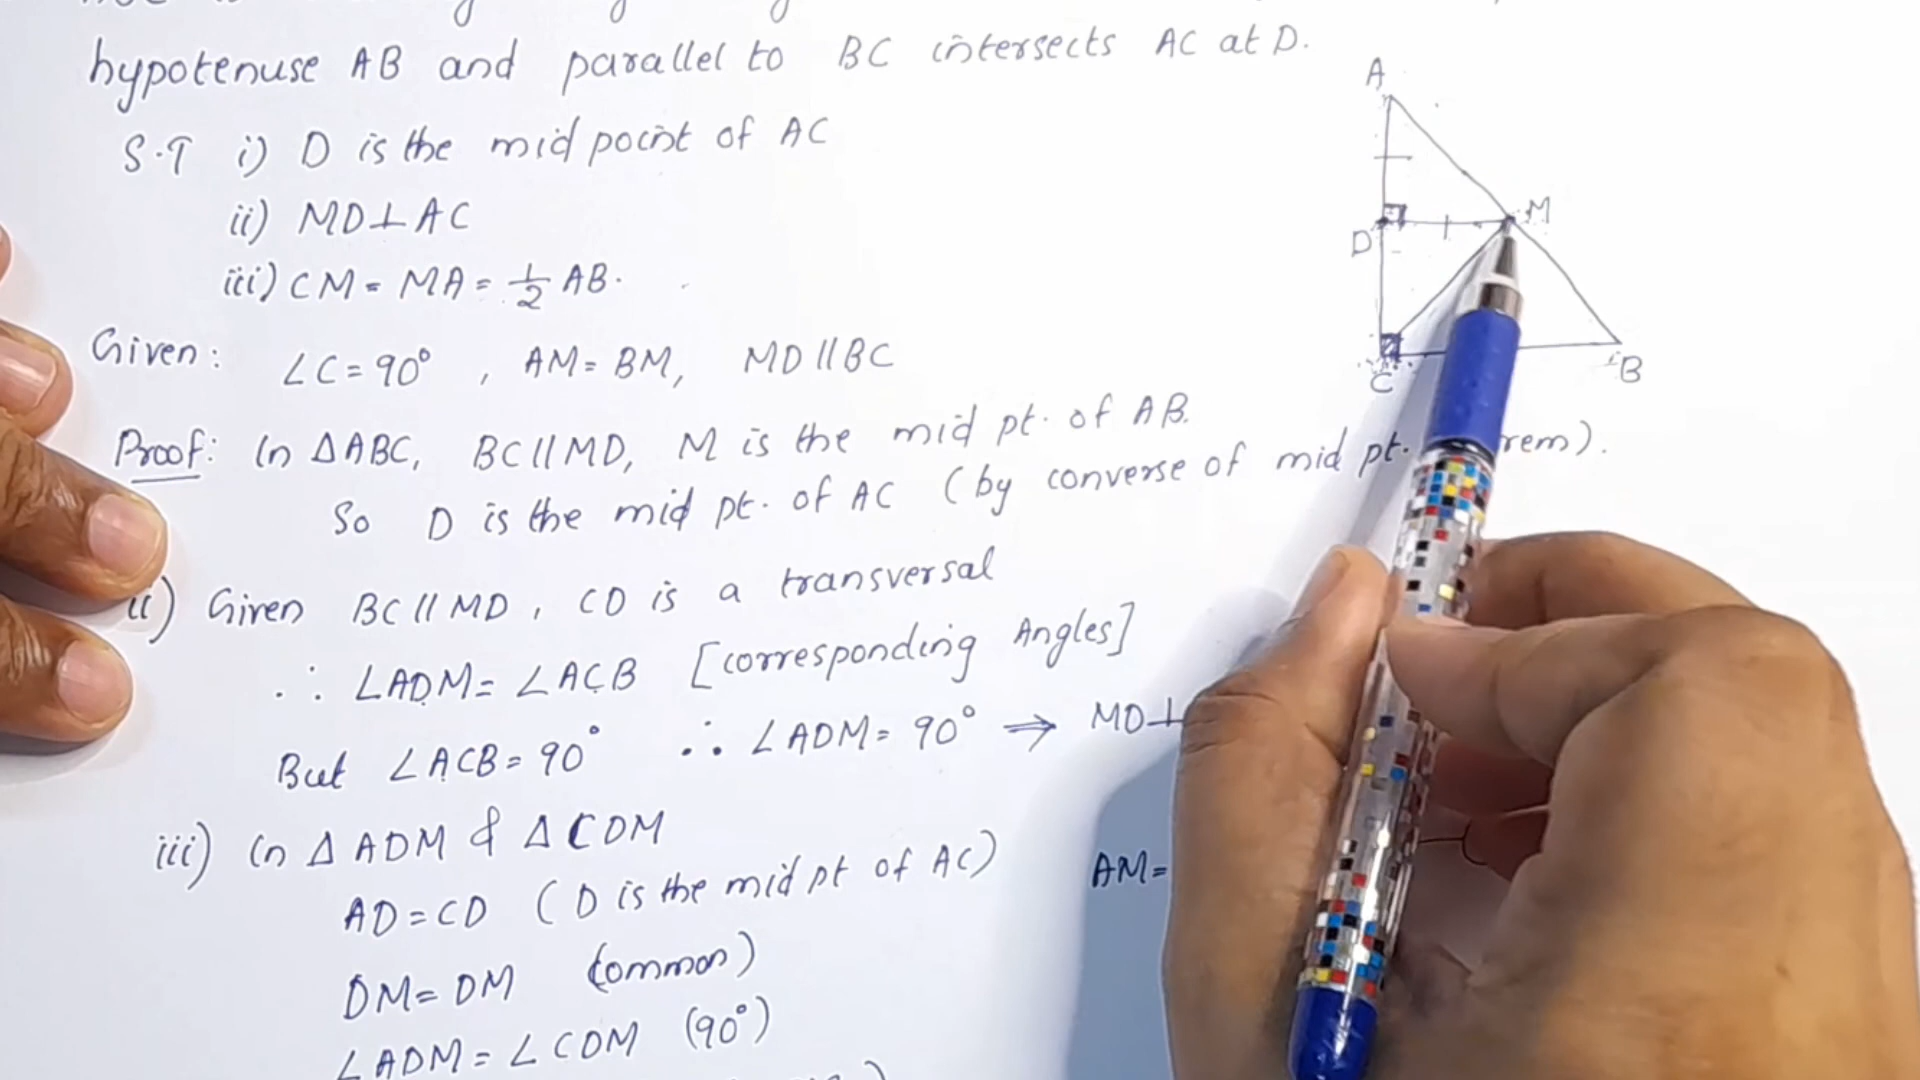 hypotenuse AB and parallel to BC intersects AC at D.
S.T i) D is the mid point of AC
ii) MD⊥AC
iii) CM = MA = 1/2 AB.
Given: ∠C = 90° , AM = BM, MD || BC
Proof: In △ABC, BC || MD, M is the mid pt. of AB.
So D is the mid pt. of AC (by converse of mid pt. rem).
ii) Given BC || MD, CD is a transversal
∴ ∠ADM = ∠ACB [corresponding Angles]
But ∠ACB = 90° ∴ ∠ADM = 90° ⇒ MD⊥
iii) In △ADM & △CDM
AD = CD (D is the mid pt of AC)
AM =
DM = DM (common)
∠ADM = ∠CDM (90°)
A
M
D
C
B